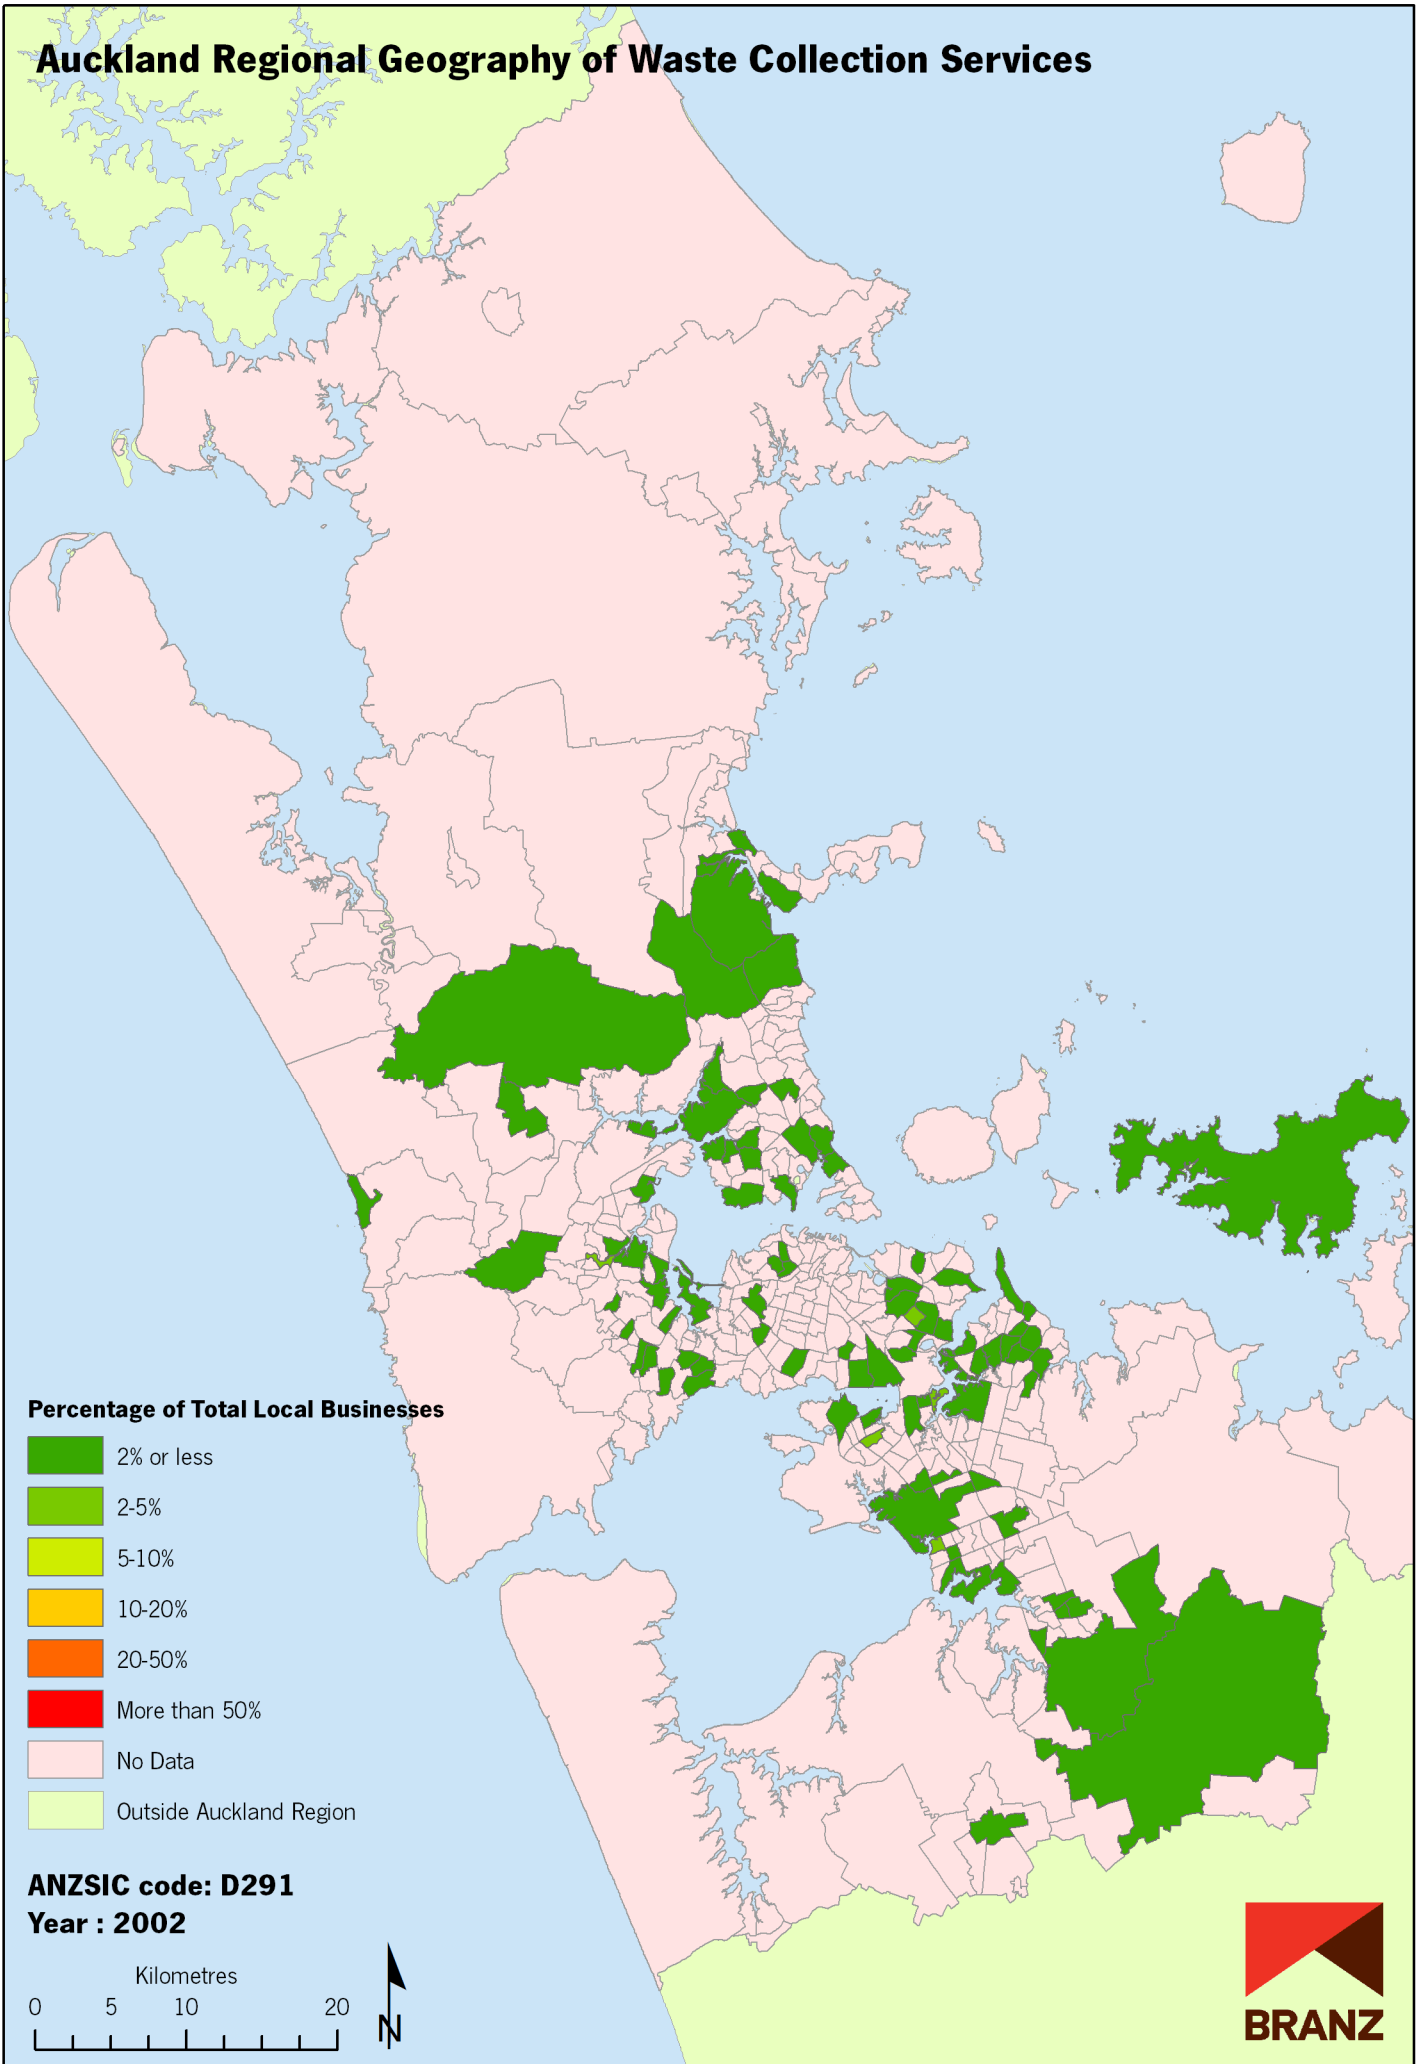 Auckland Regional Geography of Waste Collection Services
Percentage of Total Local Businesses
2% or less
2-5%
5-10%
10-20%
20-50%
More than 50%
No Data
Outside Auckland Region
ANZSIC code: D291
Year : 2002
Kilometres
0 5 10 20
N
BRANZ